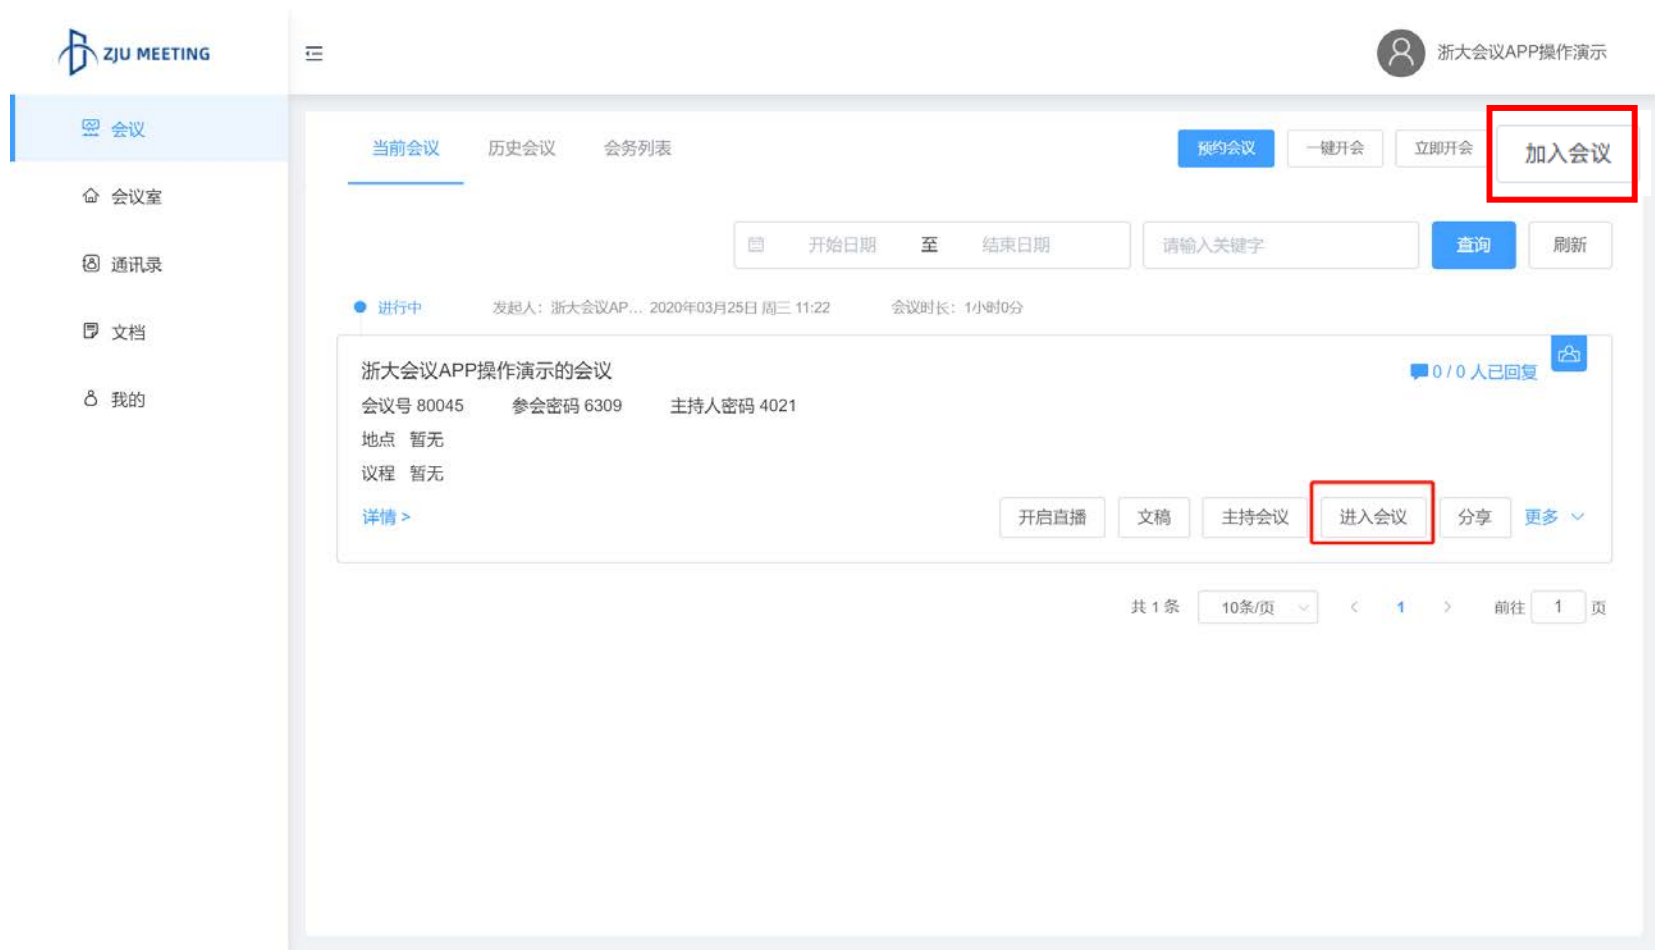 ZJU MEETING
浙大会议APP操作演示
会议
会议室
通讯录
文档
我的
当前会议 历史会议 会务列表 预约会议 一键开会 立即开会 加入会议
开始日期 至 结束日期 请输入关键字 查询 刷新
进行中 发起人：浙大会议AP... 2020年03月25日 周三 11:22 会议时长：1小时0分
浙大会议APP操作演示的会议
0 / 0 人已回复
会议号 80045 参会密码 6309 主持人密码 4021
地点 暂无
议程 暂无
详情 > 开启直播 文稿 主持会议 进入会议 分享 更多
共 1 条 10条/页 < 1 > 前往 1 页